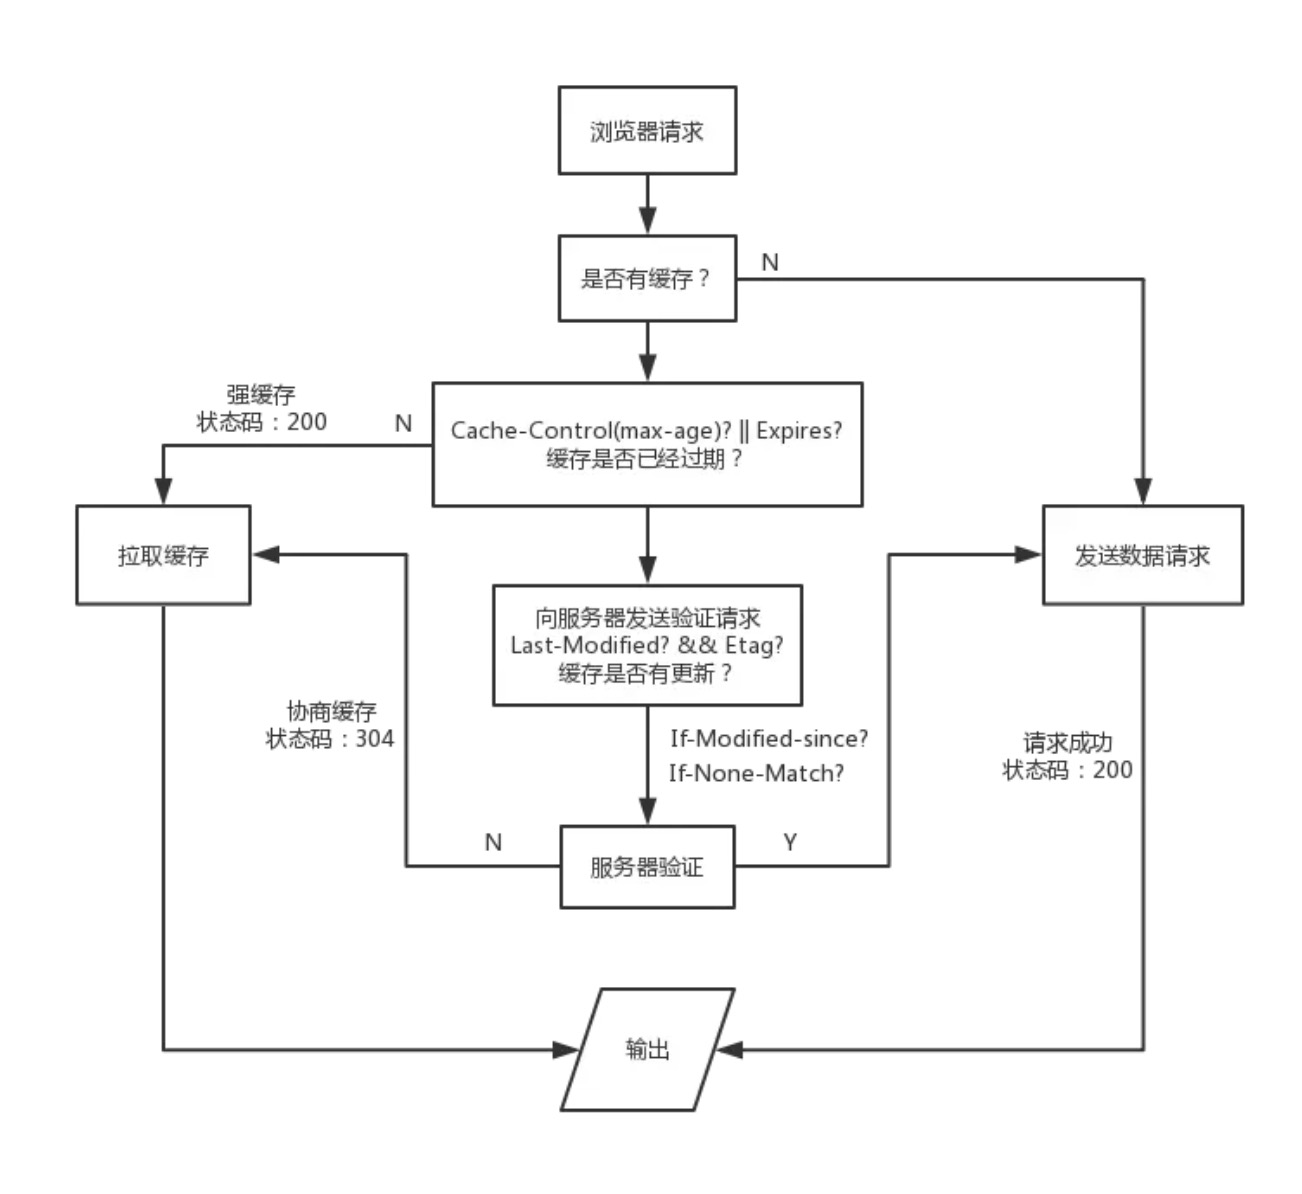 浏览器请求
是否有缓存？
N
强缓存
状态码：200
N
Cache-Control(max-age)? || Expires?
缓存是否已经过期？
拉取缓存
发送数据请求
向服务器发送验证请求
Last-Modified? && Etag?
缓存是否有更新？
协商缓存
状态码：304
If-Modified-since?
If-None-Match?
请求成功
状态码：200
N
Y
服务器验证
输出